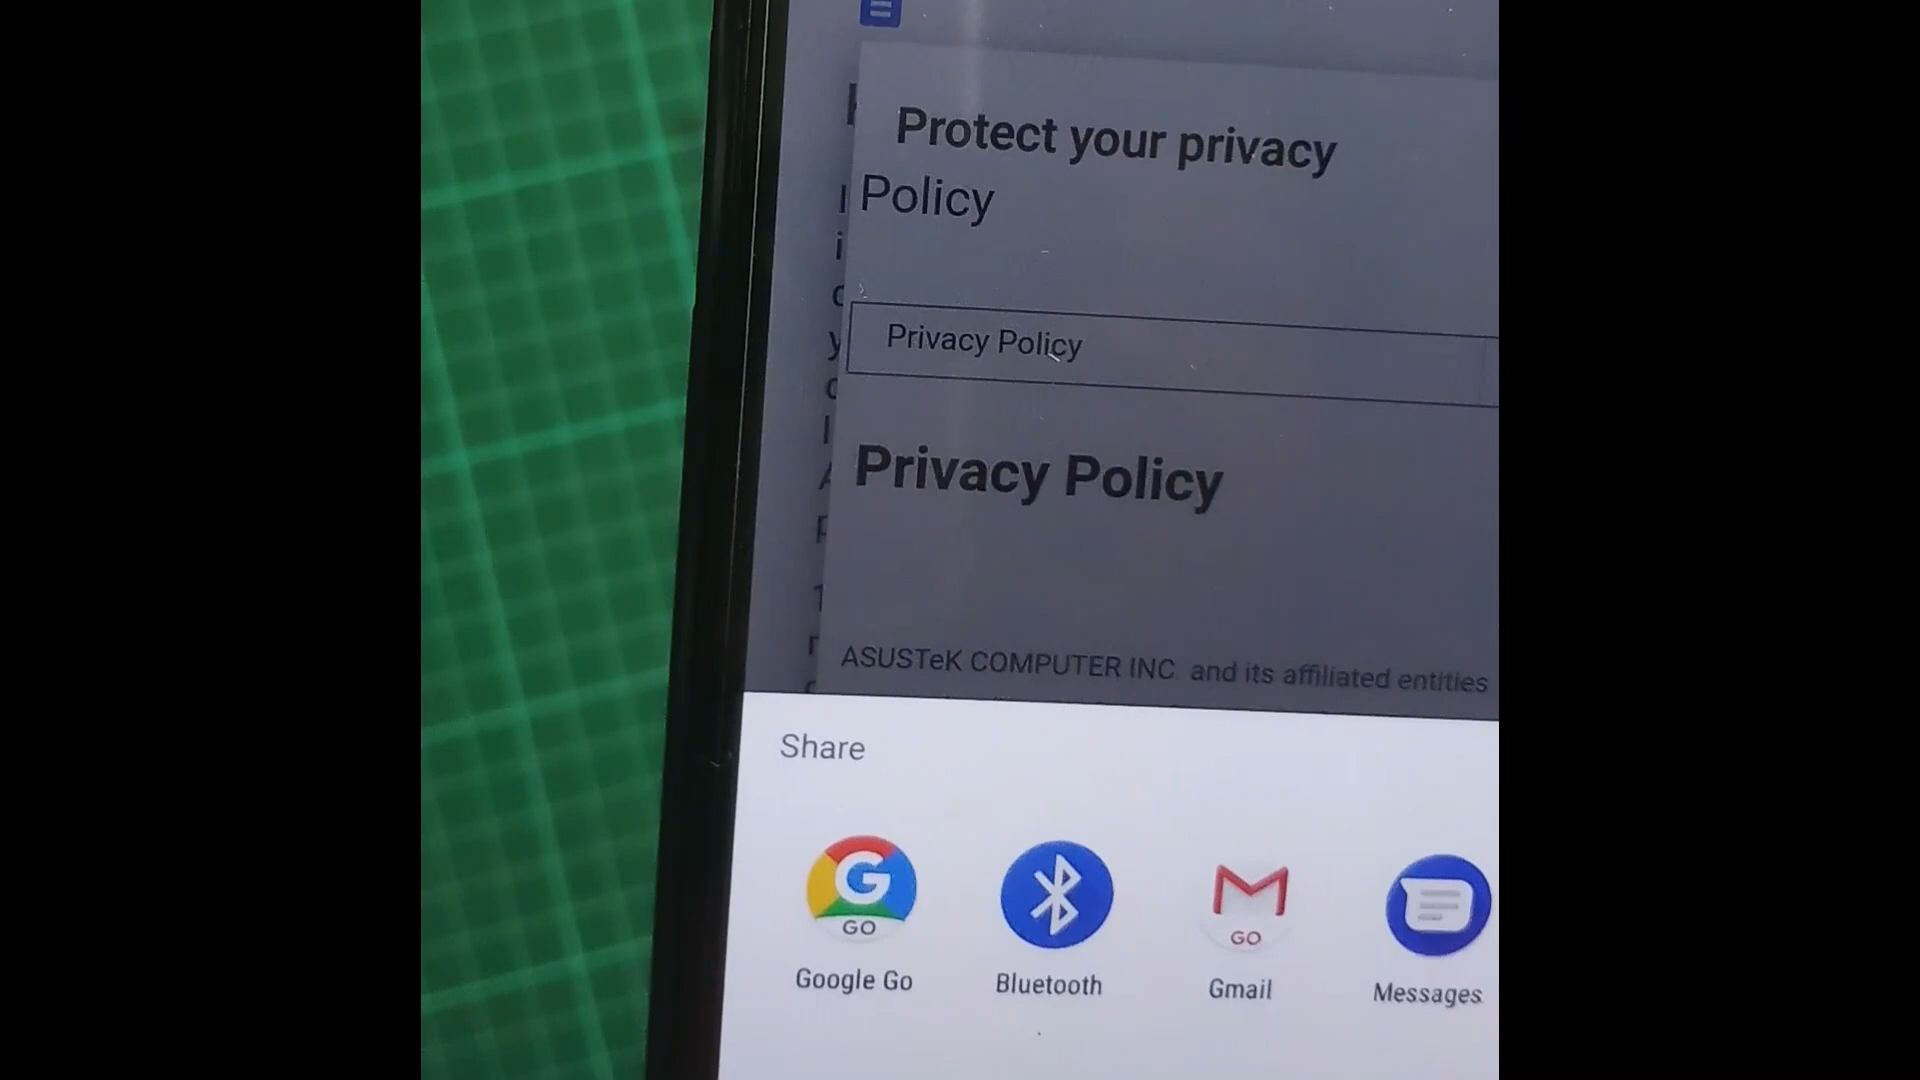 Protect your privacy
Policy
Privacy Policy
Privacy Policy
ASUSTeK COMPUTER INC. and its affiliated entities
Share
G GO
GO
Google Go
Bluetooth
Gmail
Messages